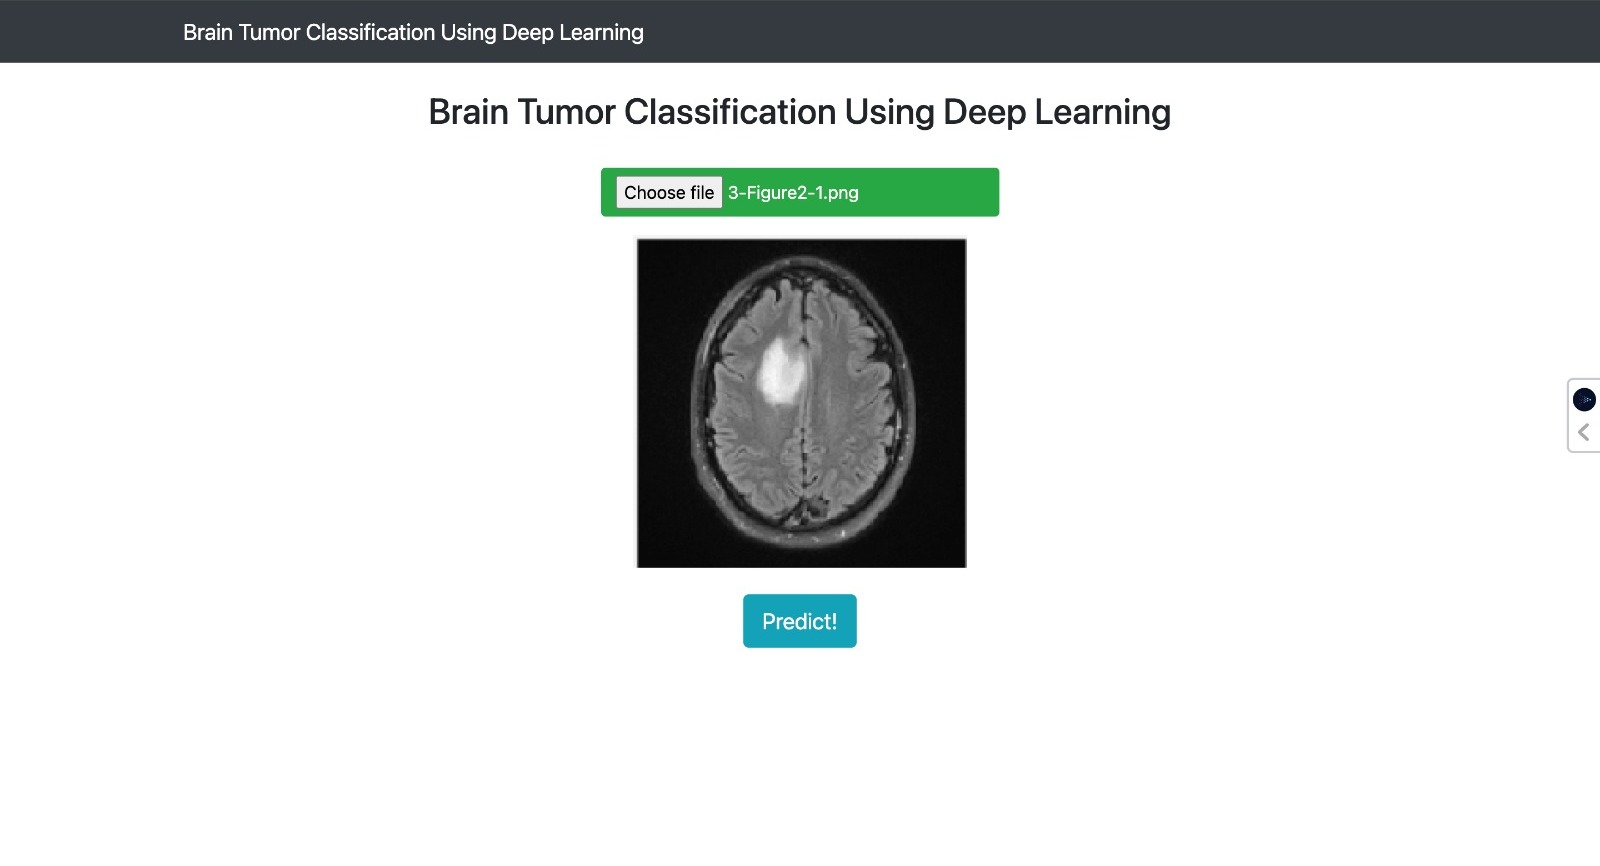 Brain Tumor Classification Using Deep Learning
Brain Tumor Classification Using Deep Learning
Choose file 3-Figure2-1.png
Predict!